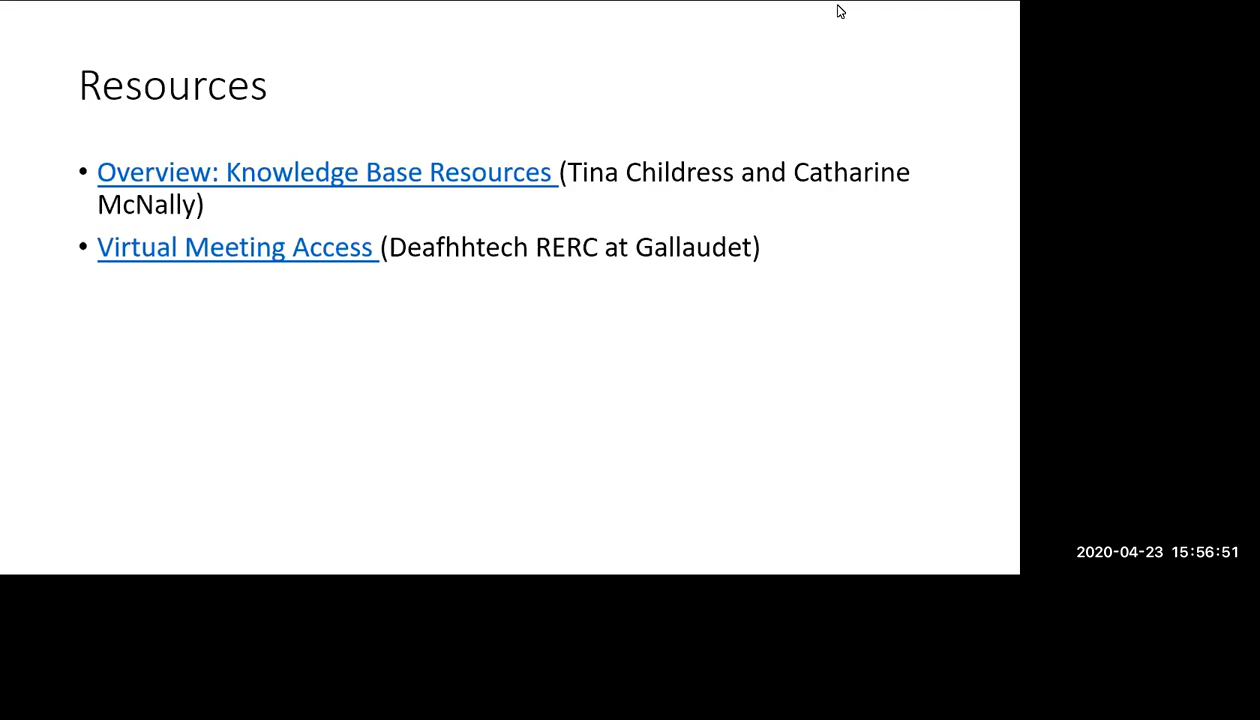 Resources
• Overview: Knowledge Base Resources (Tina Childress and Catharine
McNally)
• Virtual Meeting Access (Deafhhtech RERC at Gallaudet)
2020-04-23 15:56:51